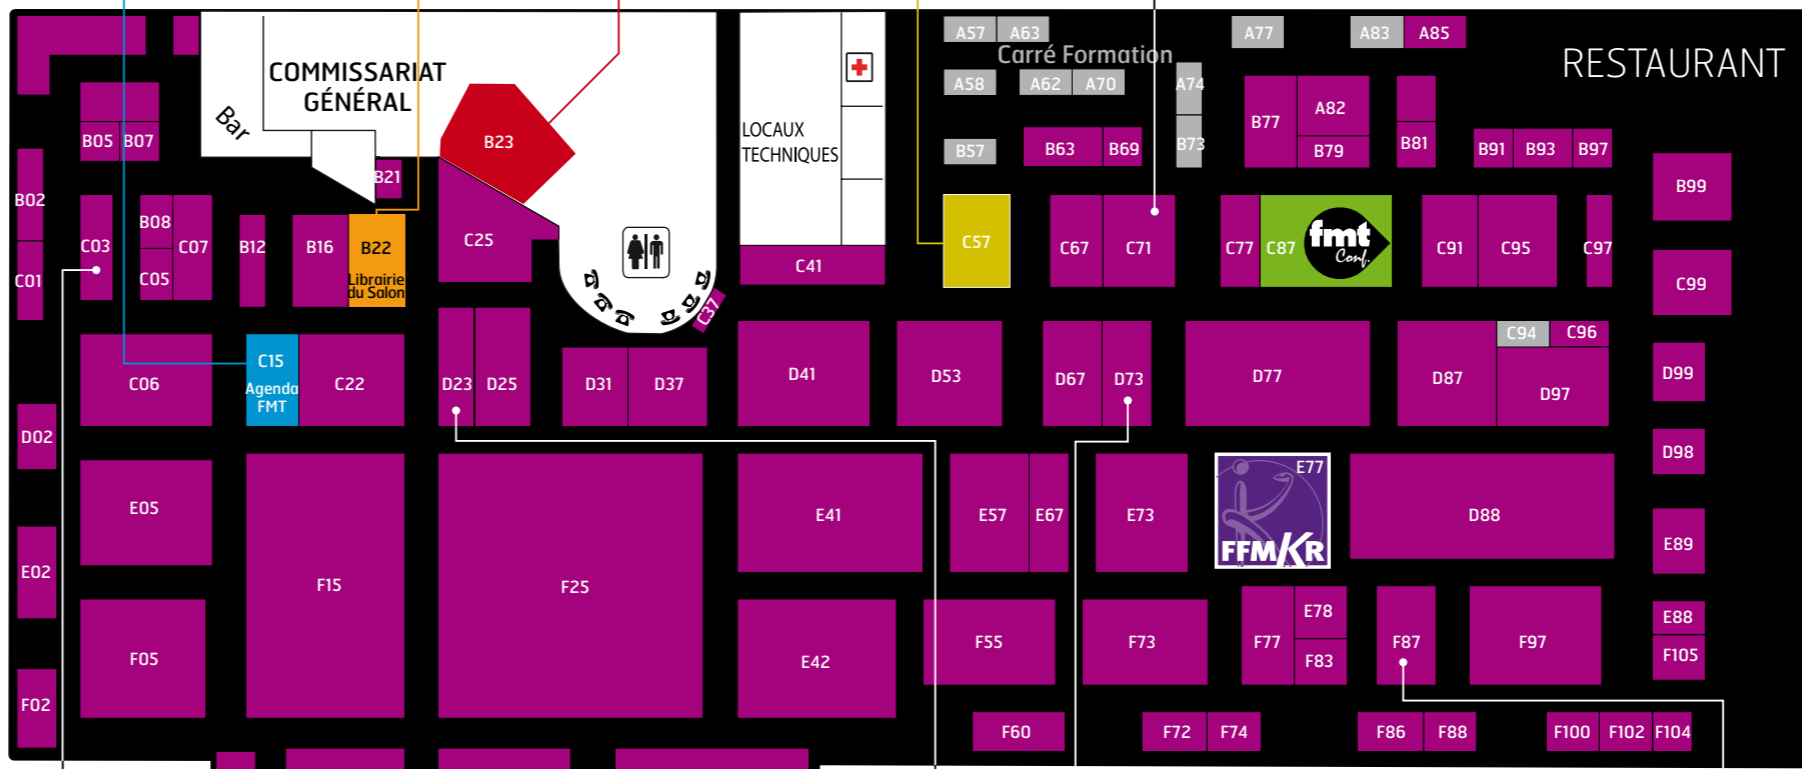 A57
A63
A77
A83
A85
Carré Formation
RESTAURANT
COMMISSARIAT
GÉNÉRAL
Bar
A58
A62
A70
A74
B05
B07
B23
LOCAUX
TECHNIQUES
B57
B63
B69
B73
B77
A82
B79
B81
B91
B93
B97
B99
B21
B02
C03
B08
C05
C07
B12
B16
B22
Librairie
du Salon
C25
C41
C57
C67
C71
C77
C87
fmt
Conf.
C91
C95
C97
C01
C37
C99
C06
C15
Agenda
FMT
C22
D23
D25
D31
D37
D41
D53
D67
D73
D77
D87
C94
C96
D97
D99
D02
D98
E05
F15
F25
E41
E57
E67
E73
E77
FFMKR
D88
E89
E02
F05
E42
F55
F73
F77
E78
F83
F87
F97
E88
F105
F02
F60
F72
F74
F86
F88
F100
F102
F104